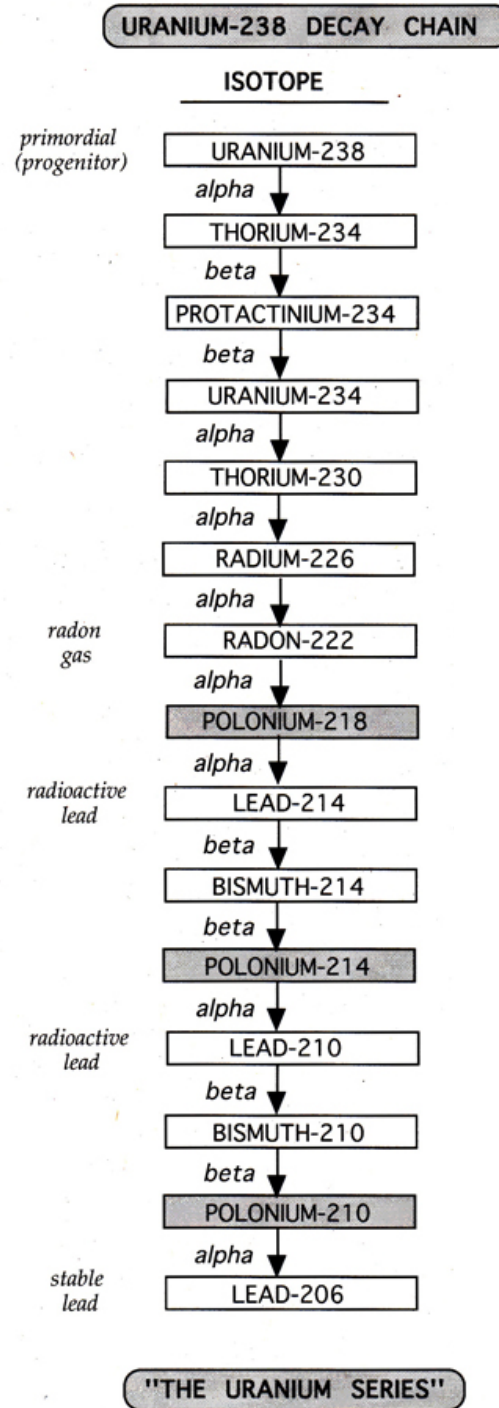 URANIUM-238 DECAY CHAIN
ISOTOPE
primordial
(progenitor)
URANIUM-238
alpha
THORIUM-234
beta
PROTACTINIUM-234
beta
URANIUM-234
alpha
THORIUM-230
alpha
RADIUM-226
alpha
radon
gas
RADON-222
alpha
POLONIUM-218
alpha
radioactive
lead
LEAD-214
beta
BISMUTH-214
beta
POLONIUM-214
alpha
radioactive
lead
LEAD-210
beta
BISMUTH-210
beta
POLONIUM-210
alpha
stable
lead
LEAD-206
"THE URANIUM SERIES"